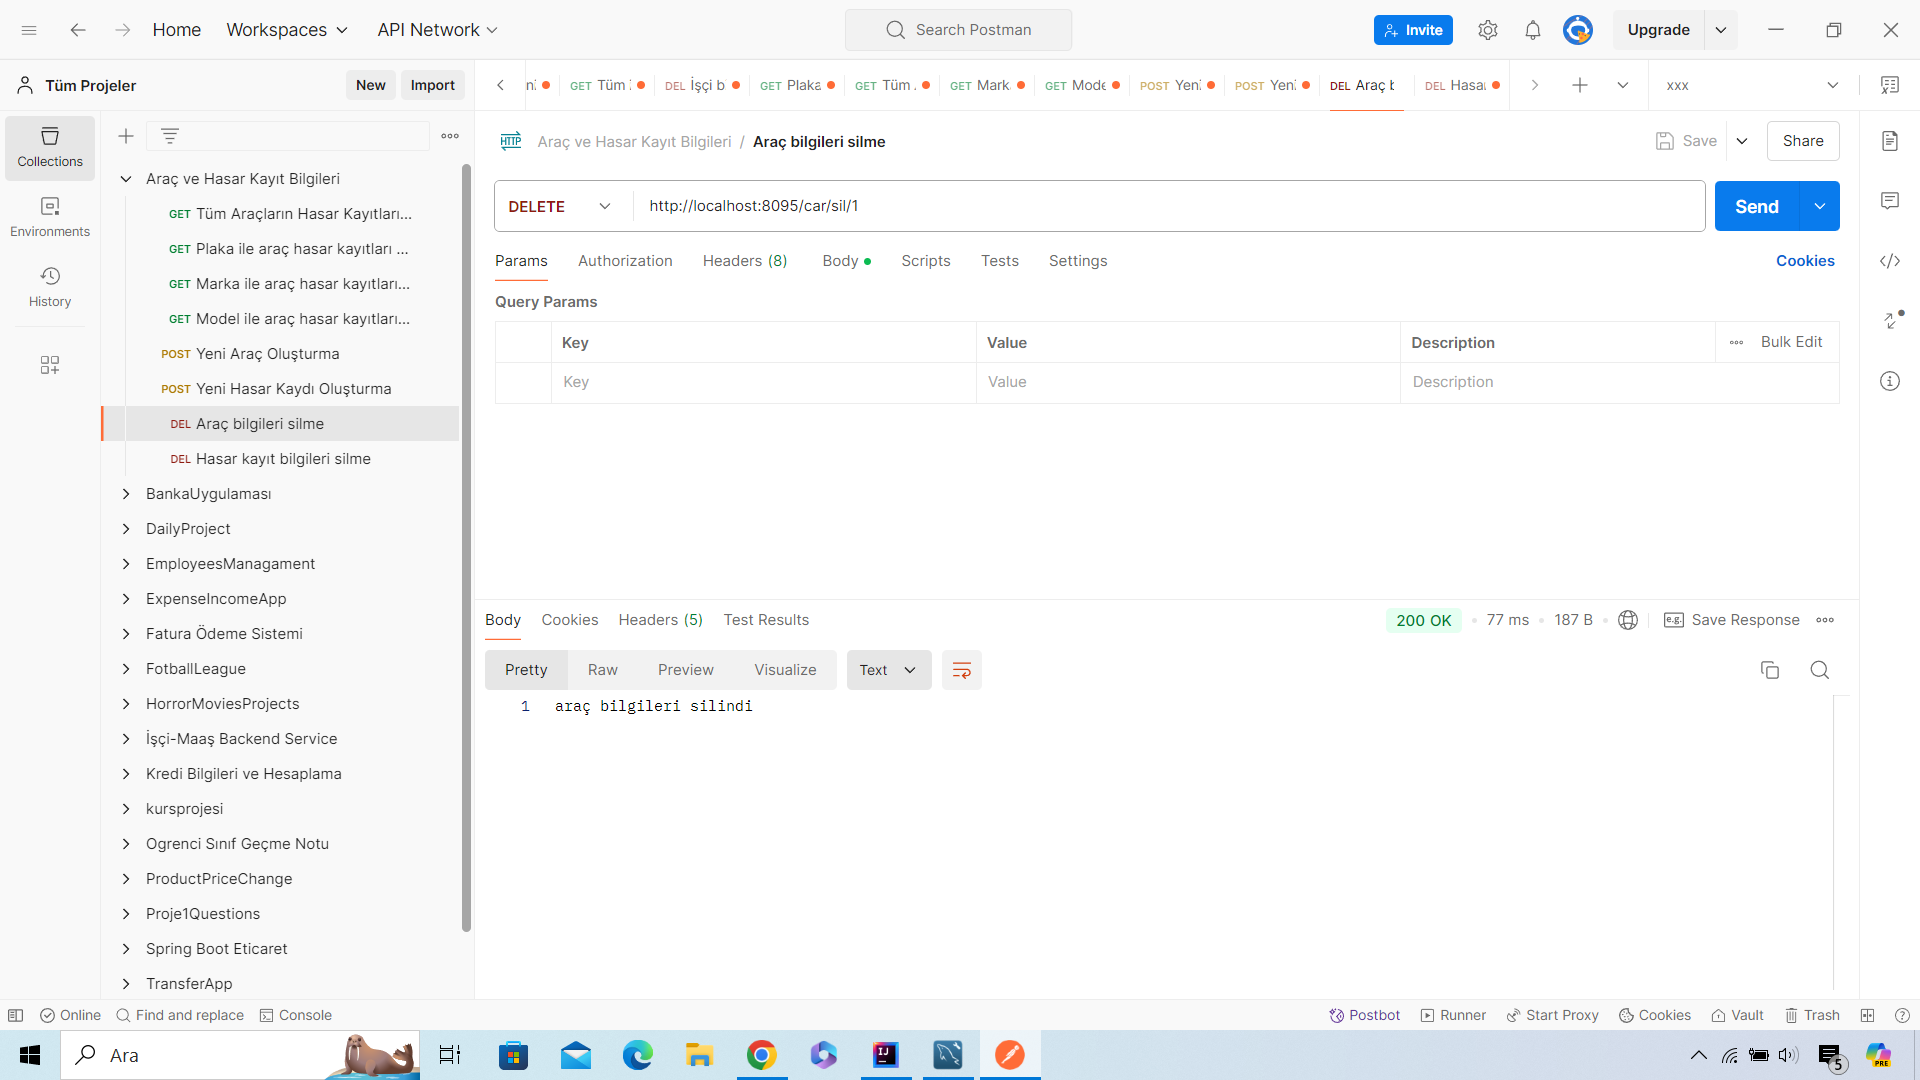 Home
Workspaces
API Network
Search Postman
Invite
Upgrade
Tüm Projeler
New
Import
GET Tüm
DEL İşçi b
GET Plaka
GET Tüm
GET Mark
GET Mode
POST Yeni
POST Yeni
DEL Araç b
DEL Hasar
xxx
Collections
Environments
History
Araç ve Hasar Kayıt Bilgileri
GET Tüm Araçların Hasar Kayıtları...
GET Plaka ile araç hasar kayıtları ...
GET Marka ile araç hasar kayıtları...
GET Model ile araç hasar kayıtları...
POST Yeni Araç Oluşturma
POST Yeni Hasar Kaydı Oluşturma
DEL Araç bilgileri silme
DEL Hasar kayıt bilgileri silme
BankaUygulaması
DailyProject
EmployeesManagament
ExpenseIncomeApp
Fatura Ödeme Sistemi
FotballLeague
HorrorMoviesProjects
İşçi-Maaş Backend Service
Kredi Bilgileri ve Hesaplama
kursprojesi
Ogrenci Sınıf Geçme Notu
ProductPriceChange
Proje1Questions
Spring Boot Eticaret
TransferApp
HTTP Araç ve Hasar Kayıt Bilgileri / Araç bilgileri silme
Save
Share
DELETE http://localhost:8095/car/sil/1
Send
Params Authorization Headers (8) Body Scripts Tests Settings
Cookies
Query Params
Key Value Description Bulk Edit
Key Value Description
Body Cookies Headers (5) Test Results
200 OK 77 ms 187 B e.g. Save Response
Pretty Raw Preview Visualize Text
1 araç bilgileri silindi
Online Find and replace Console
Postbot Runner Start Proxy Cookies Vault Trash
Ara
IJ
5
PRE